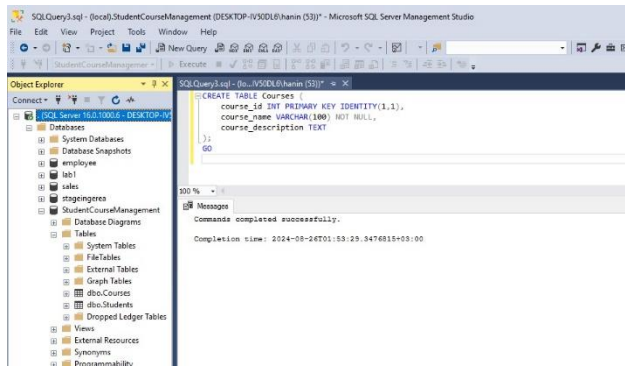 SQLQuery3.sql - (local).StudentCourseManagement (DESKTOP-IV50DL6\hanin (53))* - Microsoft SQL Server Management Studio
File Edit View Project Tools Window Help
New Query
StudentCourseManagemer
Execute
Object Explorer
SQLQuery3.sql - (lo...IV50DL6\hanin (53))*
Connect
. (SQL Server 16.0.1000.6 - DESKTOP-IV5
Databases
System Databases
Database Snapshots
employee
lab1
sales
stageingerea
StudentCourseManagement
Database Diagrams
Tables
System Tables
FileTables
External Tables
Graph Tables
dbo.Courses
dbo.Students
Dropped Ledger Tables
Views
External Resources
Synonyms
Programmability
CREATE TABLE Courses (
course_id INT PRIMARY KEY IDENTITY(1,1),
course_name VARCHAR(100) NOT NULL,
course_description TEXT
);
GO
100 %
Messages
Commands completed successfully.
Completion time: 2024-08-26T01:53:29.3476815+03:00